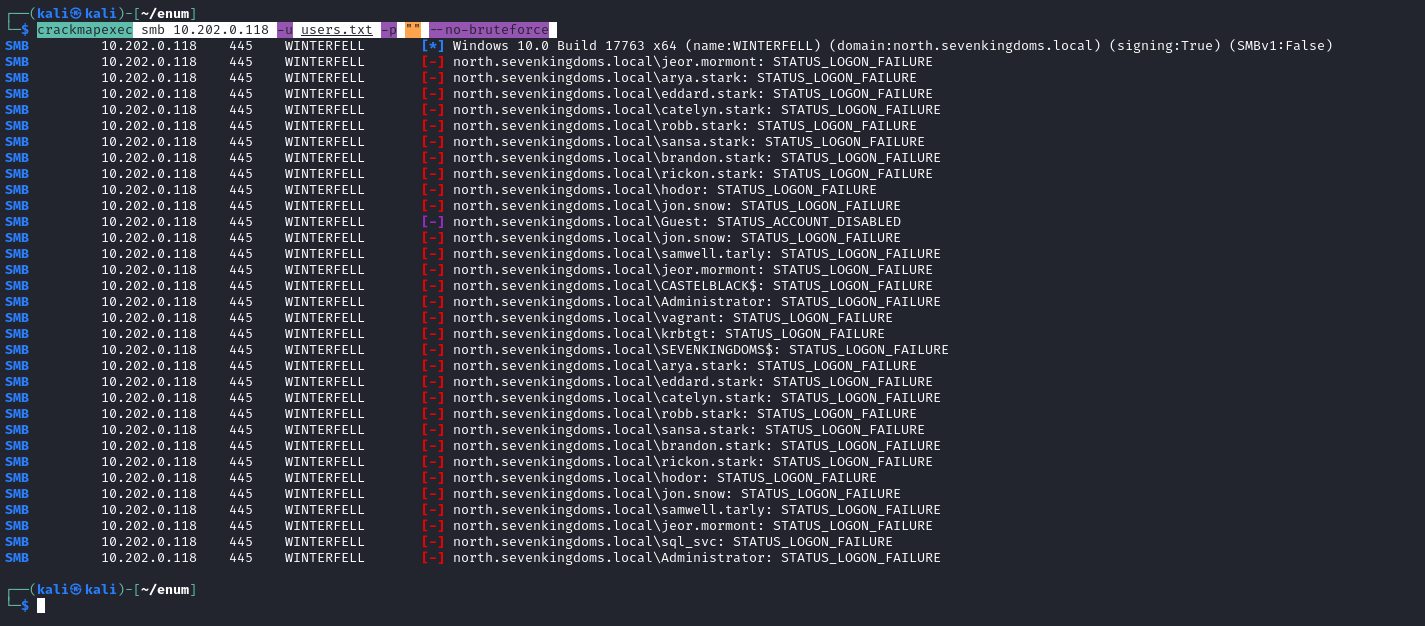 ┌──(kali㉿kali)-[~/enum]
└─$ crackmapexec smb 10.202.0.118 -u users.txt -p "" --no-bruteforce
SMB         10.202.0.118    445    WINTERFELL       [*] Windows 10.0 Build 17763 x64 (name:WINTERFELL) (domain:north.sevenkingdoms.local) (signing:True) (SMBv1:False)
SMB         10.202.0.118    445    WINTERFELL       [-] north.sevenkingdoms.local\jeor.mormont: STATUS_LOGON_FAILURE
SMB         10.202.0.118    445    WINTERFELL       [-] north.sevenkingdoms.local\arya.stark: STATUS_LOGON_FAILURE
SMB         10.202.0.118    445    WINTERFELL       [-] north.sevenkingdoms.local\eddard.stark: STATUS_LOGON_FAILURE
SMB         10.202.0.118    445    WINTERFELL       [-] north.sevenkingdoms.local\catelyn.stark: STATUS_LOGON_FAILURE
SMB         10.202.0.118    445    WINTERFELL       [-] north.sevenkingdoms.local\robb.stark: STATUS_LOGON_FAILURE
SMB         10.202.0.118    445    WINTERFELL       [-] north.sevenkingdoms.local\sansa.stark: STATUS_LOGON_FAILURE
SMB         10.202.0.118    445    WINTERFELL       [-] north.sevenkingdoms.local\brandon.stark: STATUS_LOGON_FAILURE
SMB         10.202.0.118    445    WINTERFELL       [-] north.sevenkingdoms.local\rickon.stark: STATUS_LOGON_FAILURE
SMB         10.202.0.118    445    WINTERFELL       [-] north.sevenkingdoms.local\hodor: STATUS_LOGON_FAILURE
SMB         10.202.0.118    445    WINTERFELL       [-] north.sevenkingdoms.local\jon.snow: STATUS_LOGON_FAILURE
SMB         10.202.0.118    445    WINTERFELL       [-] north.sevenkingdoms.local\Guest: STATUS_ACCOUNT_DISABLED
SMB         10.202.0.118    445    WINTERFELL       [-] north.sevenkingdoms.local\jon.snow: STATUS_LOGON_FAILURE
SMB         10.202.0.118    445    WINTERFELL       [-] north.sevenkingdoms.local\samwell.tarly: STATUS_LOGON_FAILURE
SMB         10.202.0.118    445    WINTERFELL       [-] north.sevenkingdoms.local\jeor.mormont: STATUS_LOGON_FAILURE
SMB         10.202.0.118    445    WINTERFELL       [-] north.sevenkingdoms.local\CASTELBLACK$: STATUS_LOGON_FAILURE
SMB         10.202.0.118    445    WINTERFELL       [-] north.sevenkingdoms.local\Administrator: STATUS_LOGON_FAILURE
SMB         10.202.0.118    445    WINTERFELL       [-] north.sevenkingdoms.local\vagrant: STATUS_LOGON_FAILURE
SMB         10.202.0.118    445    WINTERFELL       [-] north.sevenkingdoms.local\krbtgt: STATUS_LOGON_FAILURE
SMB         10.202.0.118    445    WINTERFELL       [-] north.sevenkingdoms.local\SEVENKINGDOMS$: STATUS_LOGON_FAILURE
SMB         10.202.0.118    445    WINTERFELL       [-] north.sevenkingdoms.local\arya.stark: STATUS_LOGON_FAILURE
SMB         10.202.0.118    445    WINTERFELL       [-] north.sevenkingdoms.local\eddard.stark: STATUS_LOGON_FAILURE
SMB         10.202.0.118    445    WINTERFELL       [-] north.sevenkingdoms.local\catelyn.stark: STATUS_LOGON_FAILURE
SMB         10.202.0.118    445    WINTERFELL       [-] north.sevenkingdoms.local\robb.stark: STATUS_LOGON_FAILURE
SMB         10.202.0.118    445    WINTERFELL       [-] north.sevenkingdoms.local\sansa.stark: STATUS_LOGON_FAILURE
SMB         10.202.0.118    445    WINTERFELL       [-] north.sevenkingdoms.local\brandon.stark: STATUS_LOGON_FAILURE
SMB         10.202.0.118    445    WINTERFELL       [-] north.sevenkingdoms.local\rickon.stark: STATUS_LOGON_FAILURE
SMB         10.202.0.118    445    WINTERFELL       [-] north.sevenkingdoms.local\hodor: STATUS_LOGON_FAILURE
SMB         10.202.0.118    445    WINTERFELL       [-] north.sevenkingdoms.local\jon.snow: STATUS_LOGON_FAILURE
SMB         10.202.0.118    445    WINTERFELL       [-] north.sevenkingdoms.local\samwell.tarly: STATUS_LOGON_FAILURE
SMB         10.202.0.118    445    WINTERFELL       [-] north.sevenkingdoms.local\jeor.mormont: STATUS_LOGON_FAILURE
SMB         10.202.0.118    445    WINTERFELL       [-] north.sevenkingdoms.local\sql_svc: STATUS_LOGON_FAILURE
SMB         10.202.0.118    445    WINTERFELL       [-] north.sevenkingdoms.local\Administrator: STATUS_LOGON_FAILURE
┌──(kali㉿kali)-[~/enum]
└─$